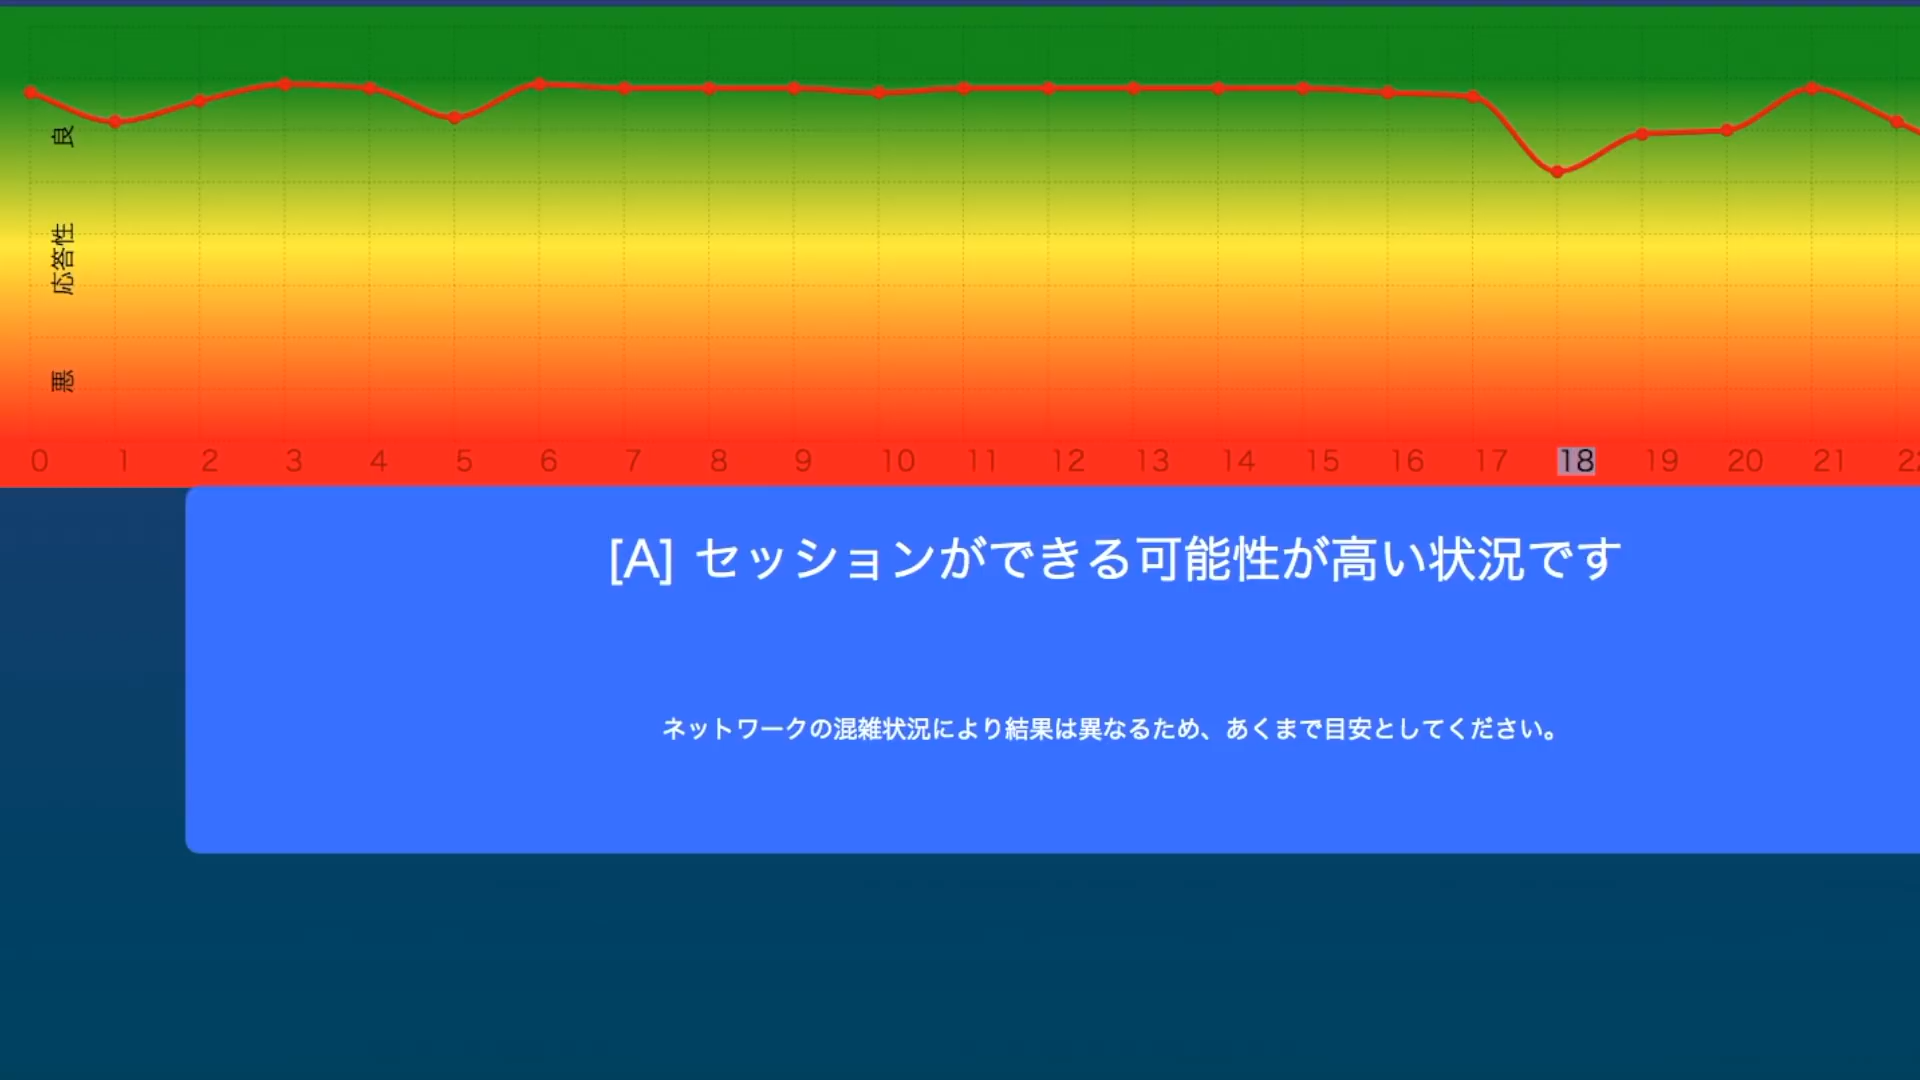 良
応答性
悪
0 1 2 3 4 5 6 7 8 9 10 11 12 13 14 15 16 17 18 19 20 21
[A] セッションができる可能性が高い状況です
ネットワークの混雑状況により結果は異なるため、あくまで目安としてください。